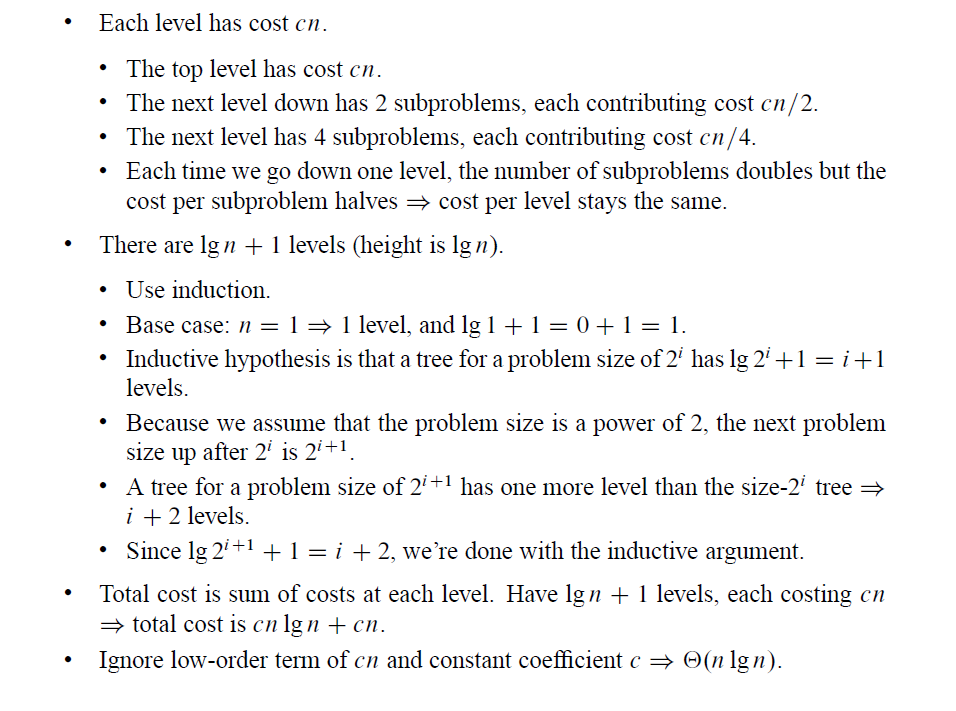 • Each level has cost cn.
• The top level has cost cn.
• The next level down has 2 subproblems, each contributing cost cn/2.
• The next level has 4 subproblems, each contributing cost cn/4.
• Each time we go down one level, the number of subproblems doubles but the
cost per subproblem halves ⇒ cost per level stays the same.
• There are lg n + 1 levels (height is lg n).
• Use induction.
• Base case: n = 1 ⇒ 1 level, and lg 1 + 1 = 0 + 1 = 1.
• Inductive hypothesis is that a tree for a problem size of 2^i has lg 2^i + 1 = i + 1
levels.
• Because we assume that the problem size is a power of 2, the next problem
size up after 2^i is 2^{i+1}.
• A tree for a problem size of 2^{i+1} has one more level than the size-2^i tree ⇒
i + 2 levels.
• Since lg 2^{i+1} + 1 = i + 2, we're done with the inductive argument.
• Total cost is sum of costs at each level. Have lg n + 1 levels, each costing cn
⇒ total cost is cn lg n + cn.
• Ignore low-order term of cn and constant coefficient c ⇒ Θ(n lg n).